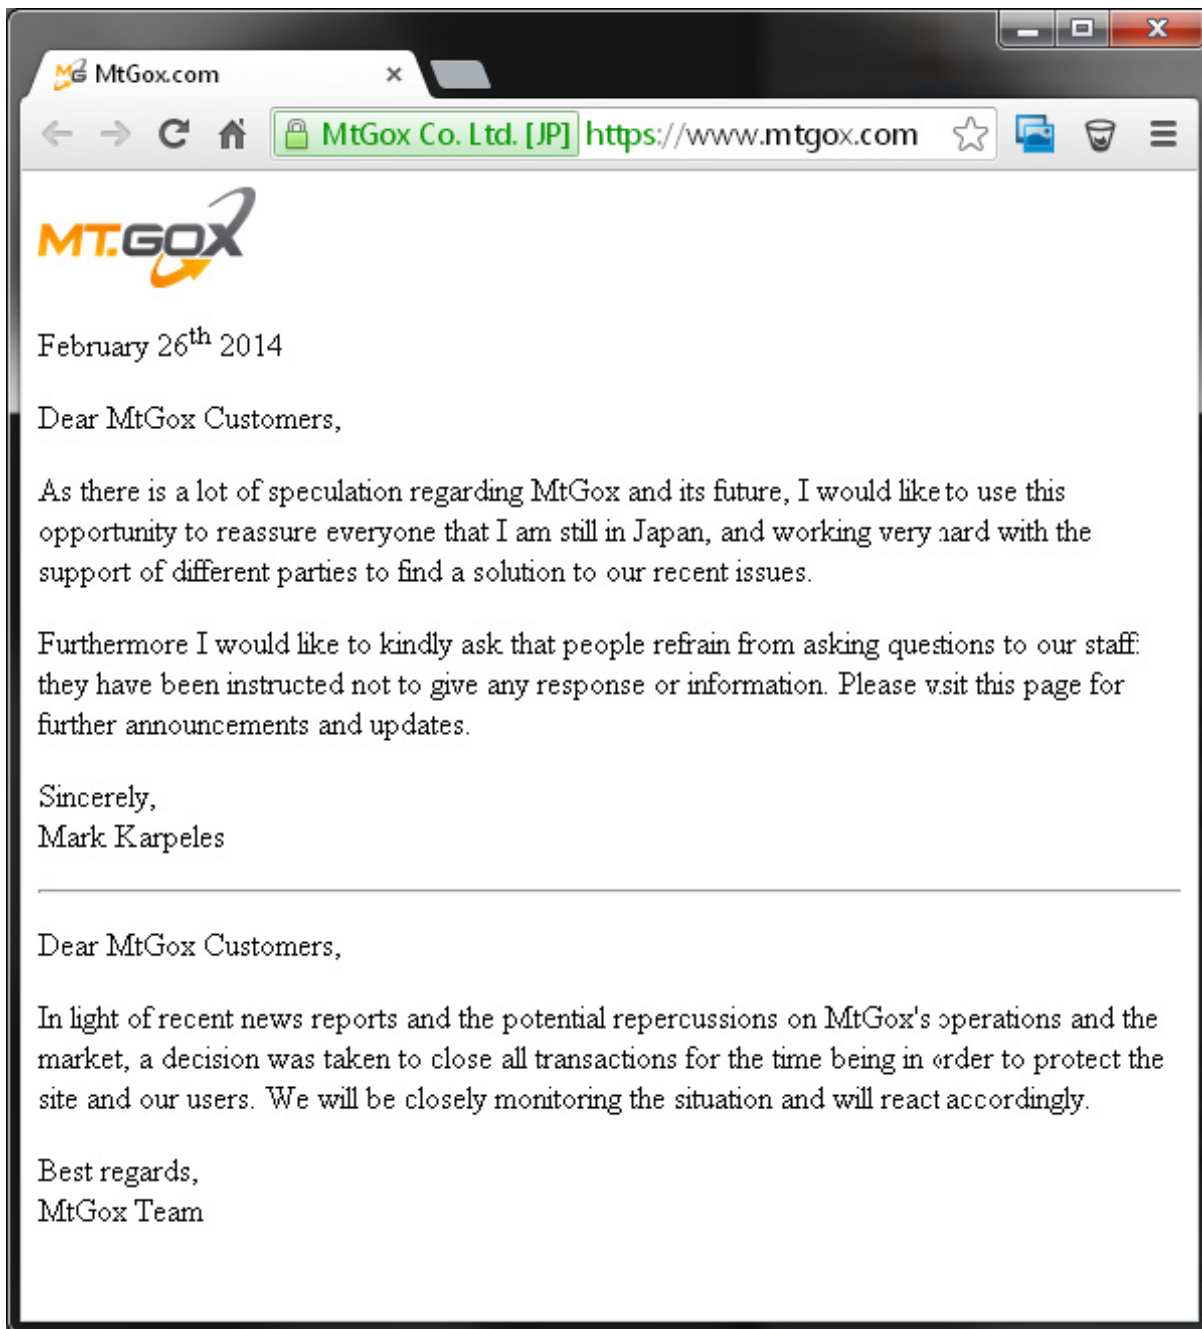 MtGox.com
MtGox Co. Ltd. [JP] https://www.mtgox.com
MT.GOX
February 26th 2014
Dear MtGox Customers,
As there is a lot of speculation regarding MtGox and its future, I would like to use this
opportunity to reassure everyone that I am still in Japan, and working very hard with the
support of different parties to find a solution to our recent issues.
Furthermore I would like to kindly ask that people refrain from asking questions to our staff:
they have been instructed not to give any response or information. Please visit this page for
further announcements and updates.
Sincerely,
Mark Karpeles
Dear MtGox Customers,
In light of recent news reports and the potential repercussions on MtGox's operations and the
market, a decision was taken to close all transactions for the time being in order to protect the
site and our users. We will be closely monitoring the situation and will react accordingly.
Best regards,
MtGox Team